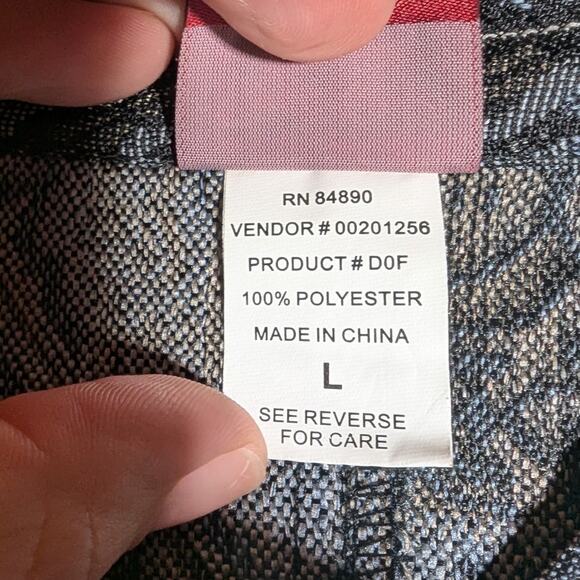 RN 84890
VENDOR # 00201256
PRODUCT # D0F
100% POLYESTER
MADE IN CHINA
L
SEE REVERSE
FOR CARE